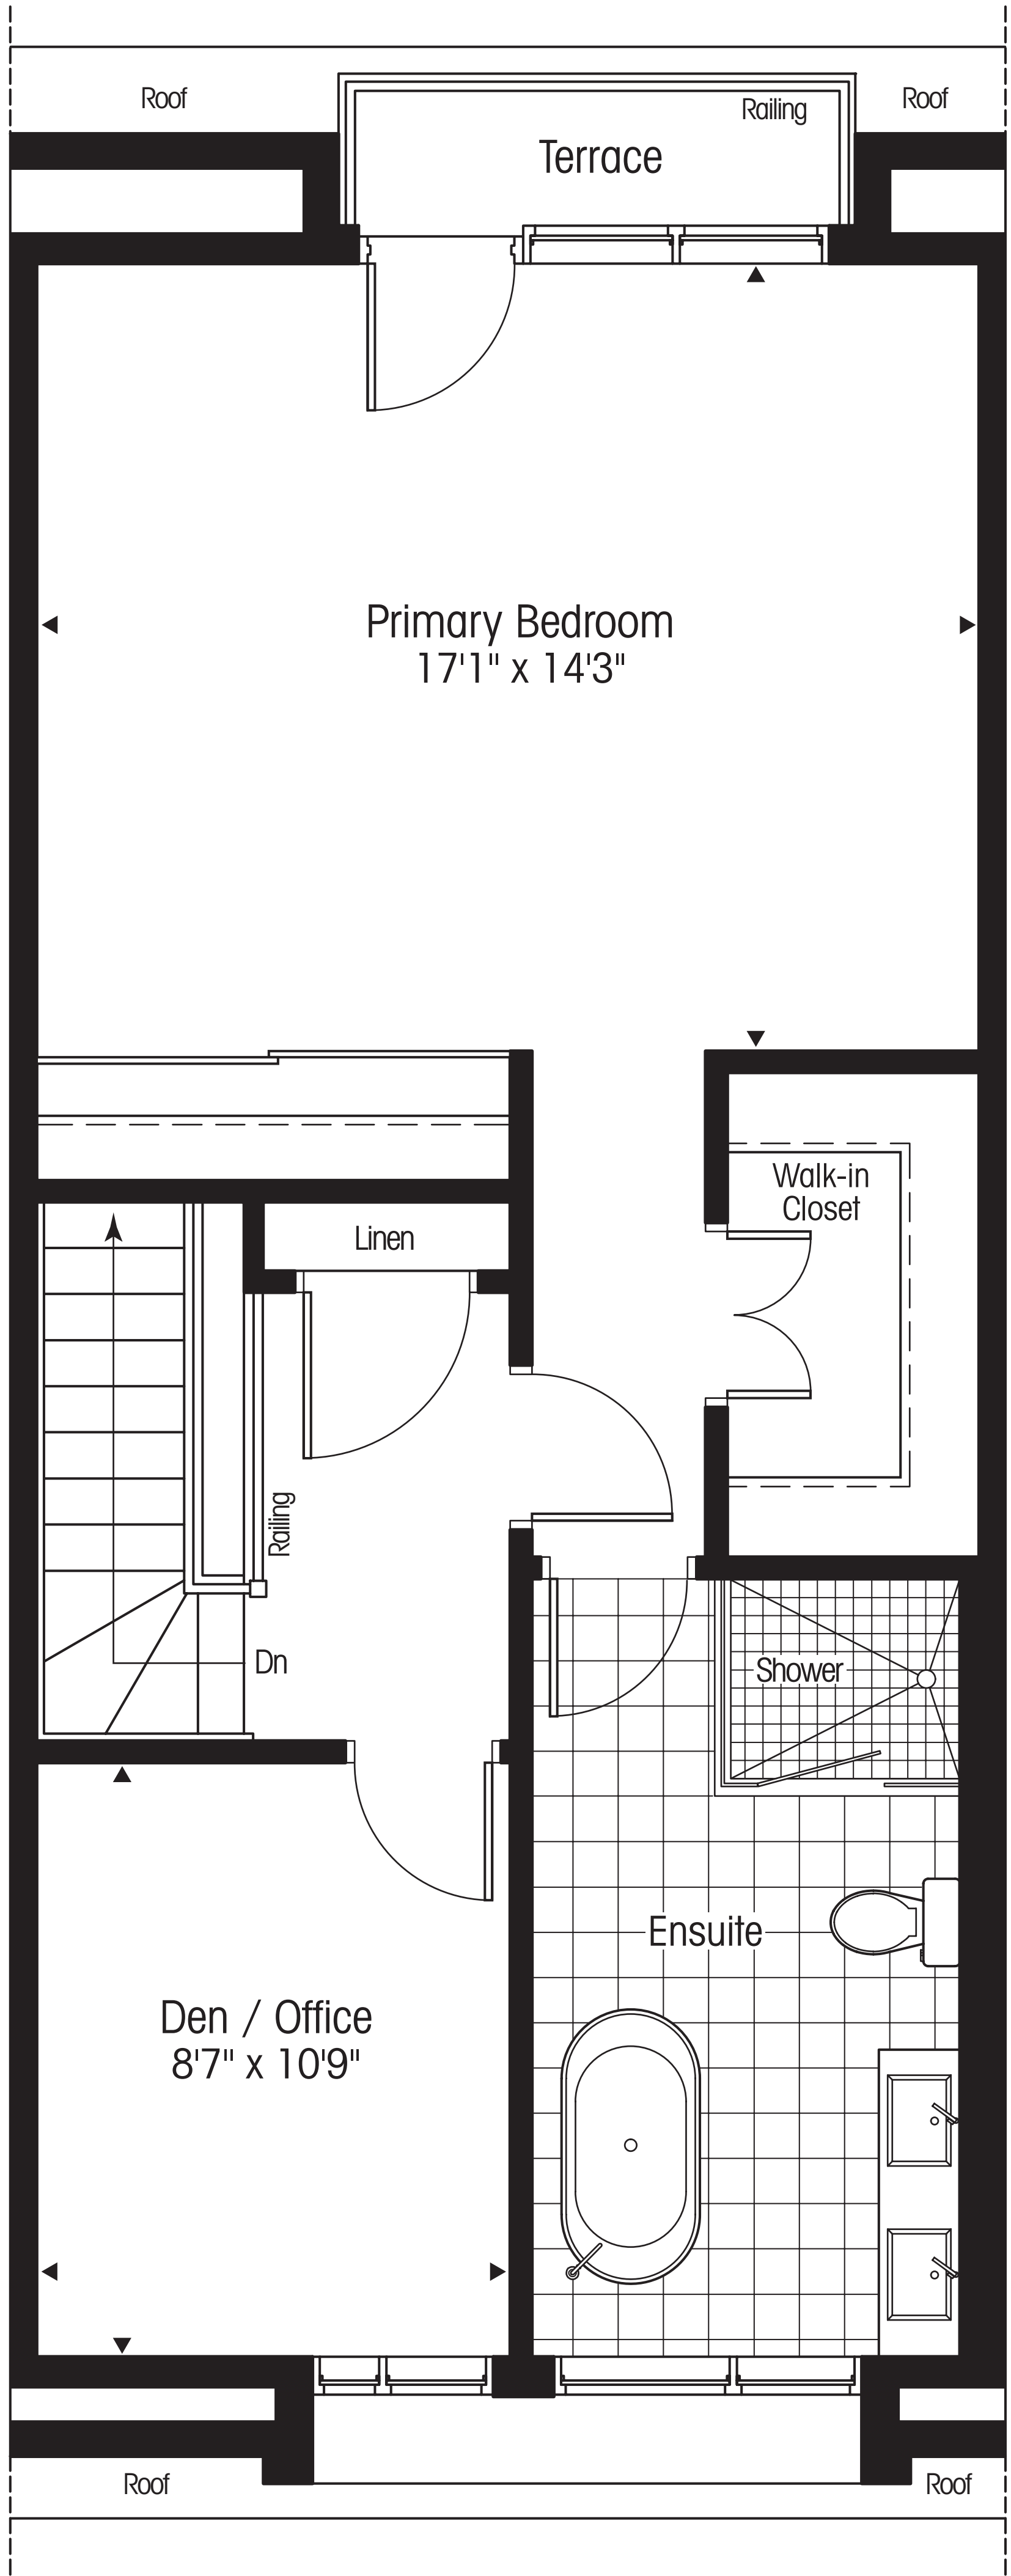 Roof
Railing
Roof
Terrace
Primary Bedroom
17'1" x 14'3"
Walk-in
Closet
Linen
Railing
Dn
Shower
Ensuite
Den / Office
8'7" x 10'9"
Roof
Roof